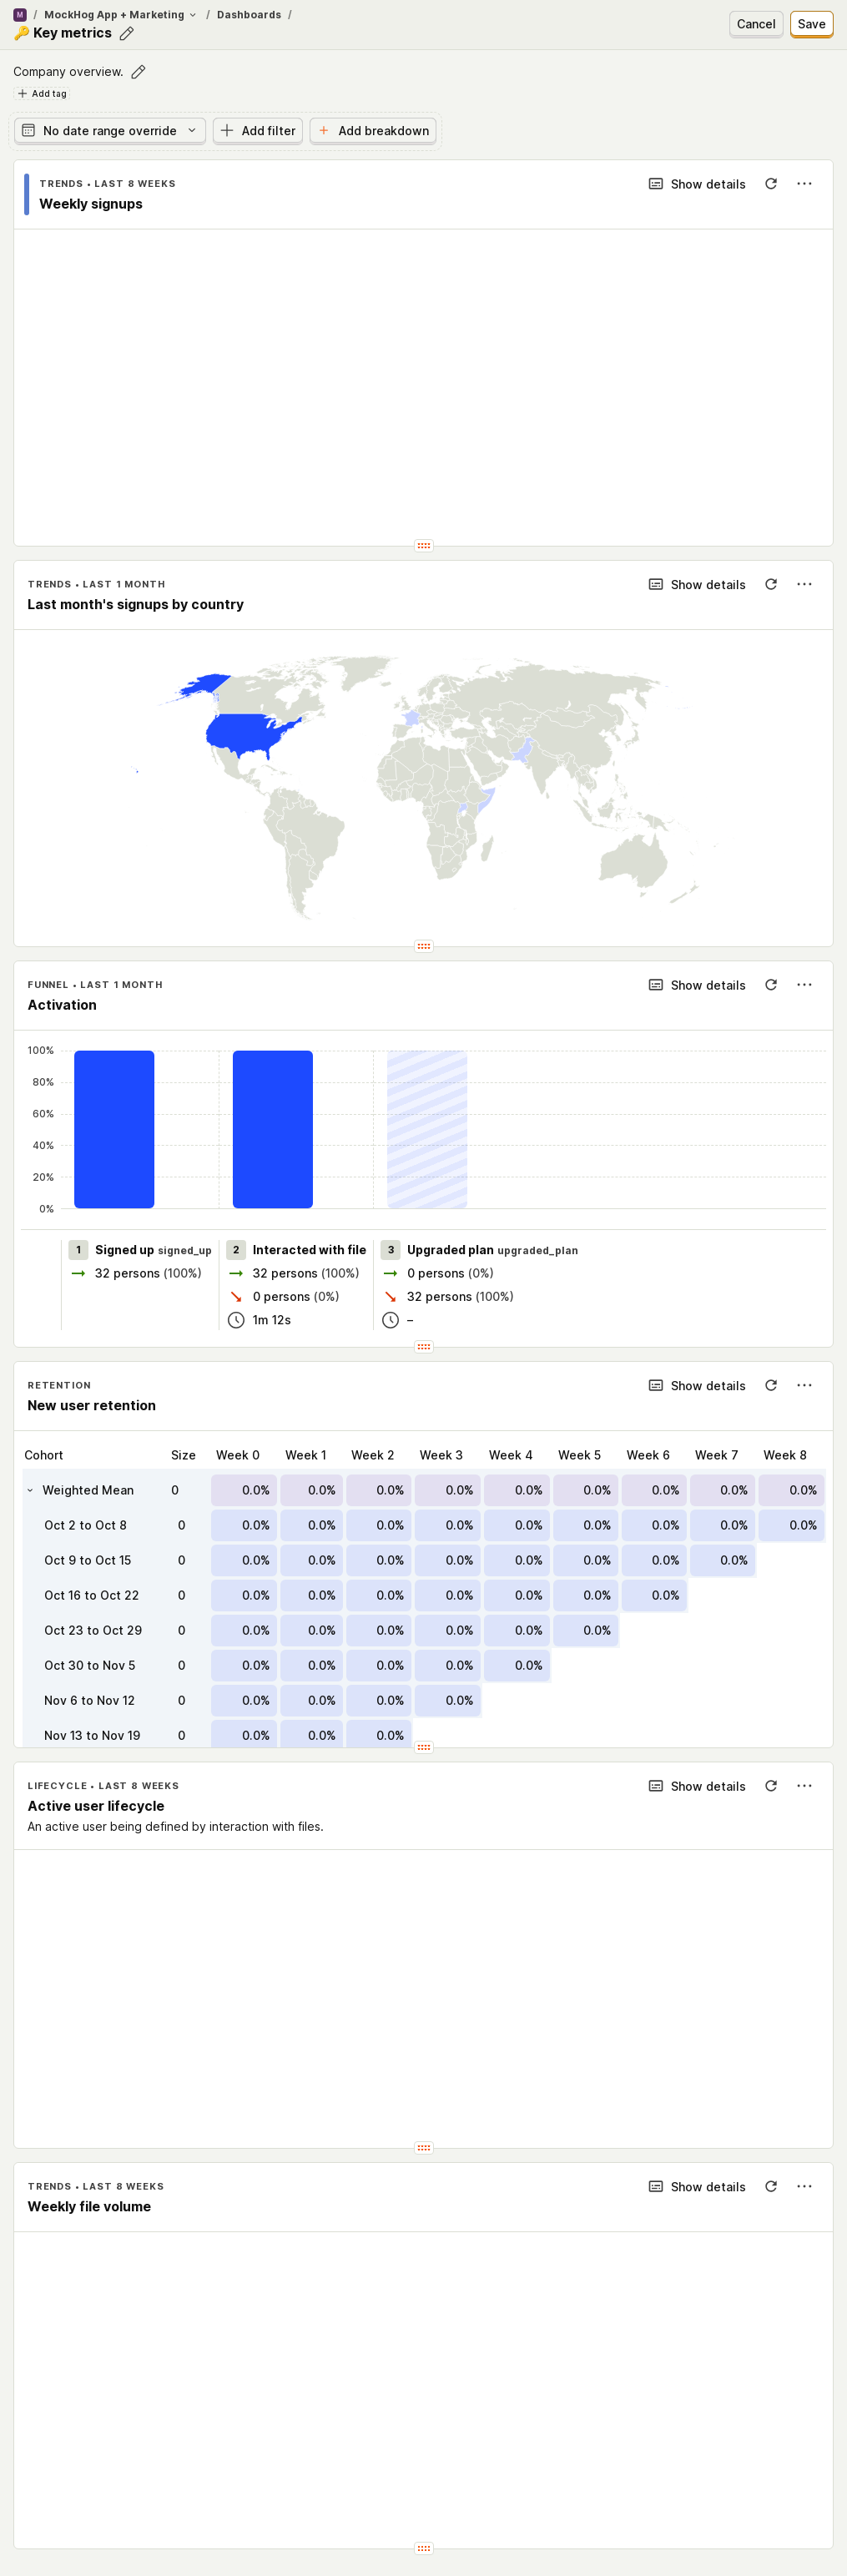 M / MockHog App + Marketing / Dashboards /
🔑 Key metrics
Cancel
Save
Company overview.
Add tag
No date range override
Add filter
Add breakdown
TRENDS • LAST 8 WEEKS
Show details
Weekly signups
TRENDS • LAST 1 MONTH
Show details
Last month's signups by country
FUNNEL • LAST 1 MONTH
Show details
Activation
100%
80%
60%
40%
20%
0%
1 Signed up signed_up
32 persons (100%)
2 Interacted with file
32 persons (100%)
0 persons (0%)
1m 12s
3 Upgraded plan upgraded_plan
0 persons (0%)
32 persons (100%)
–
RETENTION
Show details
New user retention
Cohort Size Week 0 Week 1 Week 2 Week 3 Week 4 Week 5 Week 6 Week 7 Week 8
Weighted Mean 0 0.0% 0.0% 0.0% 0.0% 0.0% 0.0% 0.0% 0.0% 0.0%
Oct 2 to Oct 8 0 0.0% 0.0% 0.0% 0.0% 0.0% 0.0% 0.0% 0.0% 0.0%
Oct 9 to Oct 15 0 0.0% 0.0% 0.0% 0.0% 0.0% 0.0% 0.0% 0.0%
Oct 16 to Oct 22 0 0.0% 0.0% 0.0% 0.0% 0.0% 0.0% 0.0%
Oct 23 to Oct 29 0 0.0% 0.0% 0.0% 0.0% 0.0% 0.0%
Oct 30 to Nov 5 0 0.0% 0.0% 0.0% 0.0% 0.0%
Nov 6 to Nov 12 0 0.0% 0.0% 0.0% 0.0%
Nov 13 to Nov 19 0 0.0% 0.0% 0.0%
LIFECYCLE • LAST 8 WEEKS
Show details
Active user lifecycle
An active user being defined by interaction with files.
TRENDS • LAST 8 WEEKS
Show details
Weekly file volume